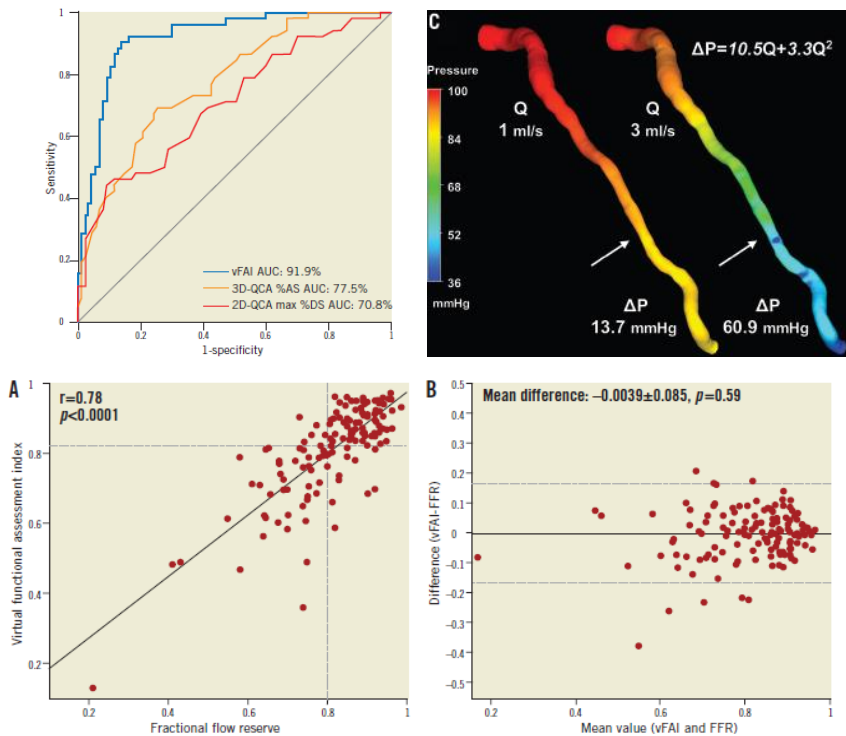 1
0.8
0.6
0.4
0.2
0
Sensitivity
vFAI AUC: 91.9%
3D-QCA %AS AUC: 77.5%
2D-QCA max %DS AUC: 70.8%
0 0.2 0.4 0.6 0.8 1
1-specificity
C
ΔP=10.5Q+3.3Q²
Pressure
100
84
68
52
36
mmHg
Q
1 ml/s
Q
3 ml/s
ΔP
13.7 mmHg
ΔP
60.9 mmHg
A
r=0.78
p<0.0001
1
0.8
0.6
0.4
0.2
Virtual functional assessment index
0.2 0.4 0.6 0.8 1
Fractional flow reserve
B
Mean difference: –0.0039±0.085, p=0.59
0.5
0.4
0.3
0.2
0.1
0
–0.1
–0.2
–0.3
–0.4
–0.5
Difference (vFAI-FFR)
0.2 0.4 0.6 0.8 1
Mean value (vFAI and FFR)